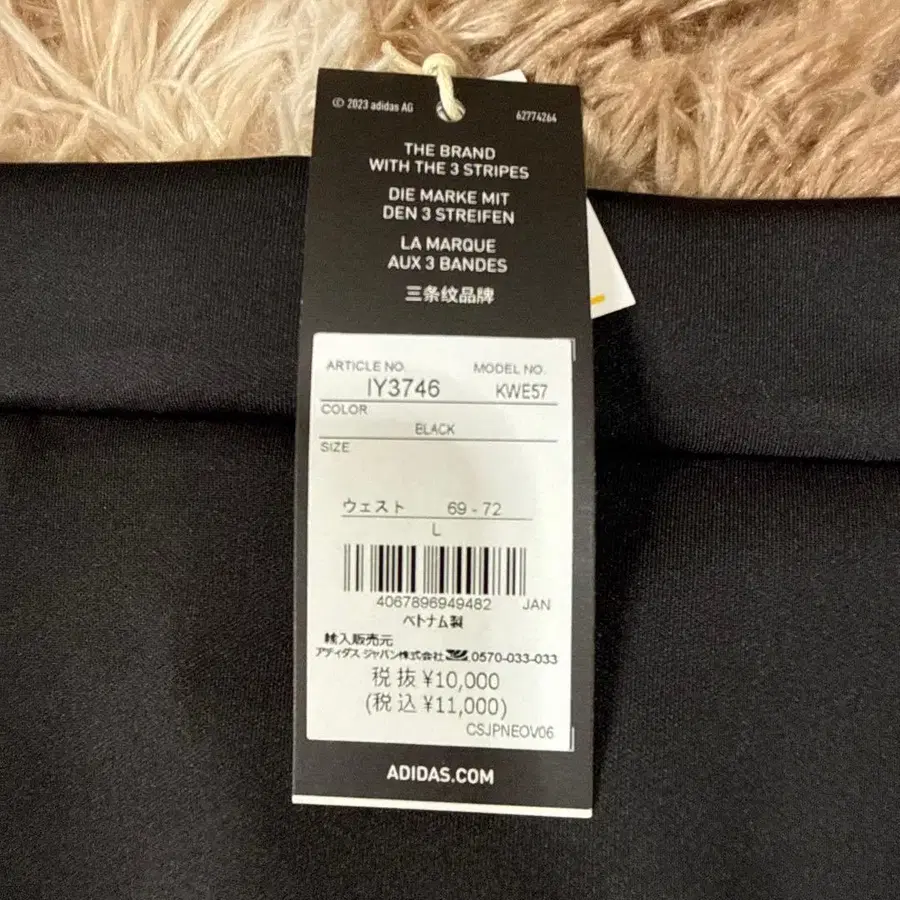 © 2023 adidas AG
62774264
THE BRAND
WITH THE 3 STRIPES
DIE MARKE MIT
DEN 3 STREIFEN
LA MARQUE
AUX 3 BANDES
三条纹品牌
ARTICLE NO. MODEL NO.
IY3746 KWE57
COLOR
BLACK
SIZE
ウェスト 69 - 72
L
4067896949482 JAN
ベトナム製
輸入販売元
アディダス ジャパン株式会社 0570-033-033
税 抜 ¥10,000
(税 込 ¥11,000)
CSJPNEOV06
ADIDAS.COM